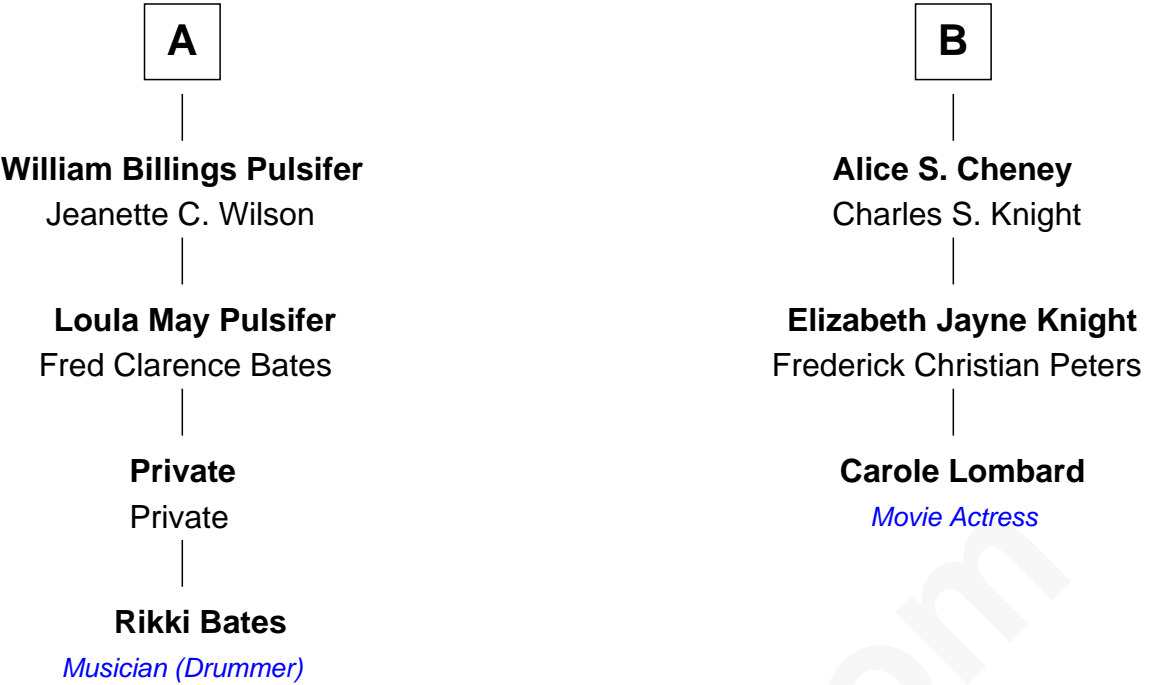 A
William Billings Pulsifer
Jeanette C. Wilson
Loula May Pulsifer
Fred Clarence Bates
Private
Private
Rikki Bates
Musician (Drummer)
B
Alice S. Cheney
Charles S. Knight
Elizabeth Jayne Knight
Frederick Christian Peters
Carole Lombard
Movie Actress
om